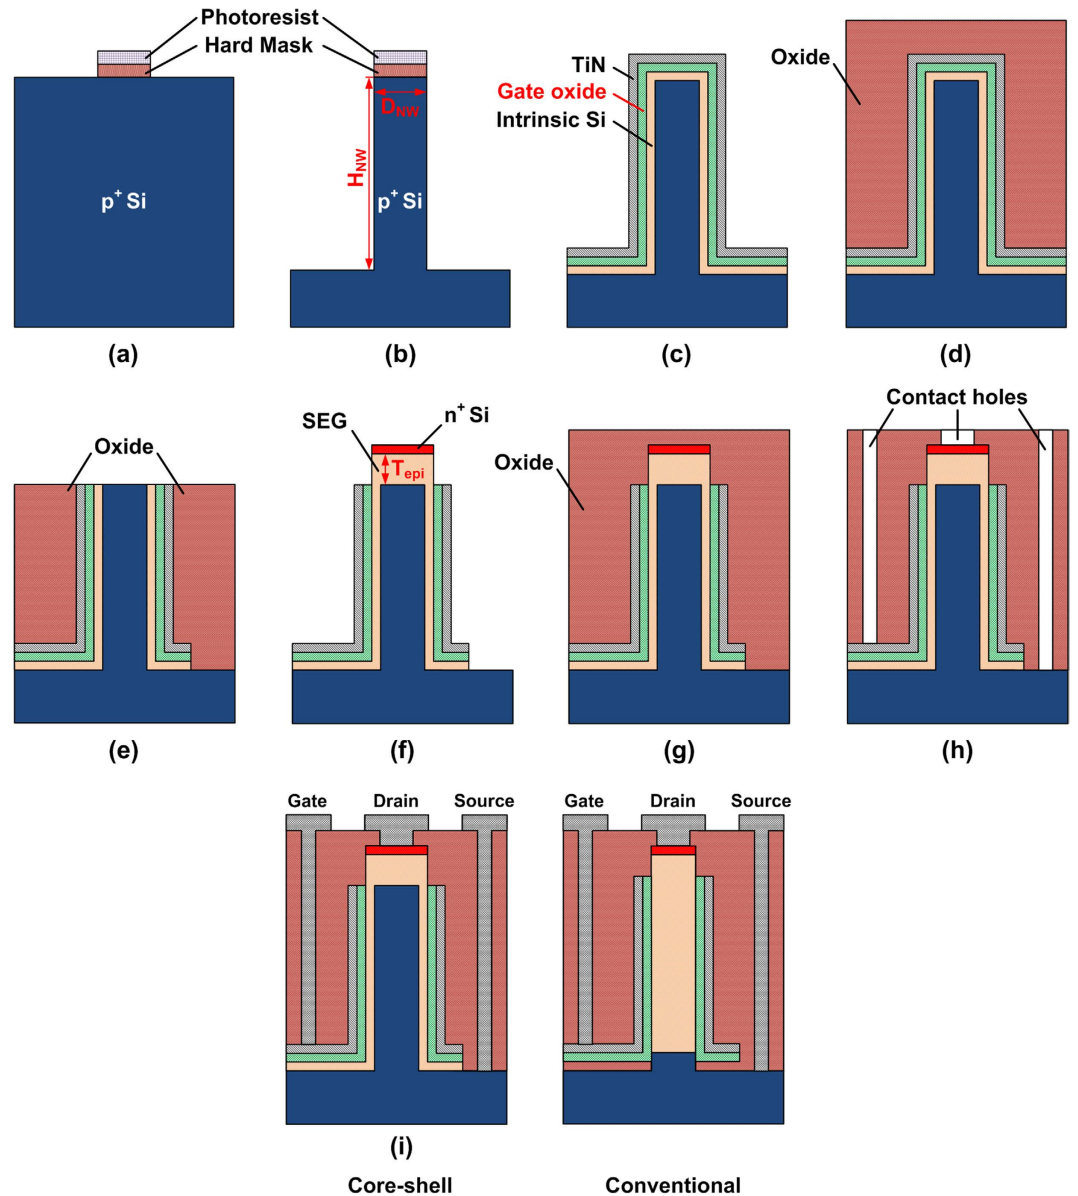 Photoresist
Hard Mask
p+ Si
(a)
DNW
HNW
p+ Si
(b)
TiN
Gate oxide
Intrinsic Si
(c)
Oxide
(d)
Oxide
(e)
SEG
n+ Si
Tepi
(f)
Oxide
(g)
Contact holes
(h)
Gate Drain Source
Gate Drain Source
(i)
Core-shell
Conventional